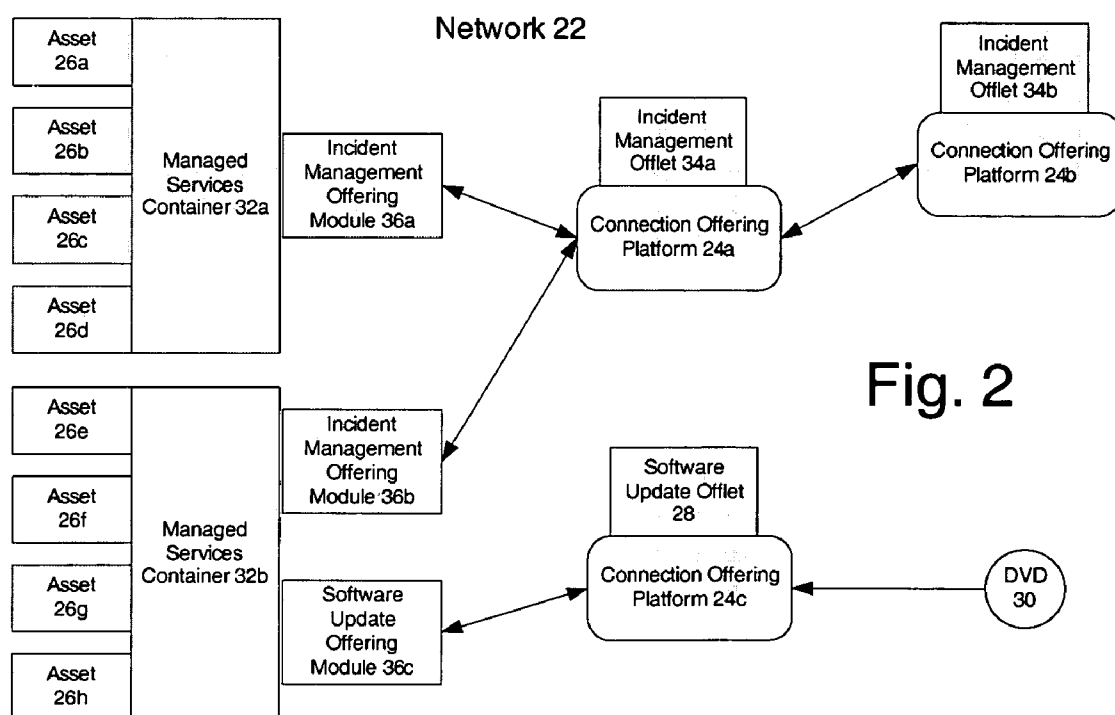 Network 22
Asset
26a
Asset
26b
Asset
26c
Asset
26d
Managed
Services
Container 32a
Incident
Management
Offering
Module 36a
Incident
Management
Offlet 34a
Connection Offering
Platform 24a
Incident
Management
Offlet 34b
Connection Offering
Platform 24b
Fig. 2
Asset
26e
Asset
26f
Asset
26g
Asset
26h
Managed
Services
Container 32b
Incident
Management
Offering
Module 36b
Software
Update
Offering
Module 36c
Software
Update Offlet
28
Connection Offering
Platform 24c
DVD
30